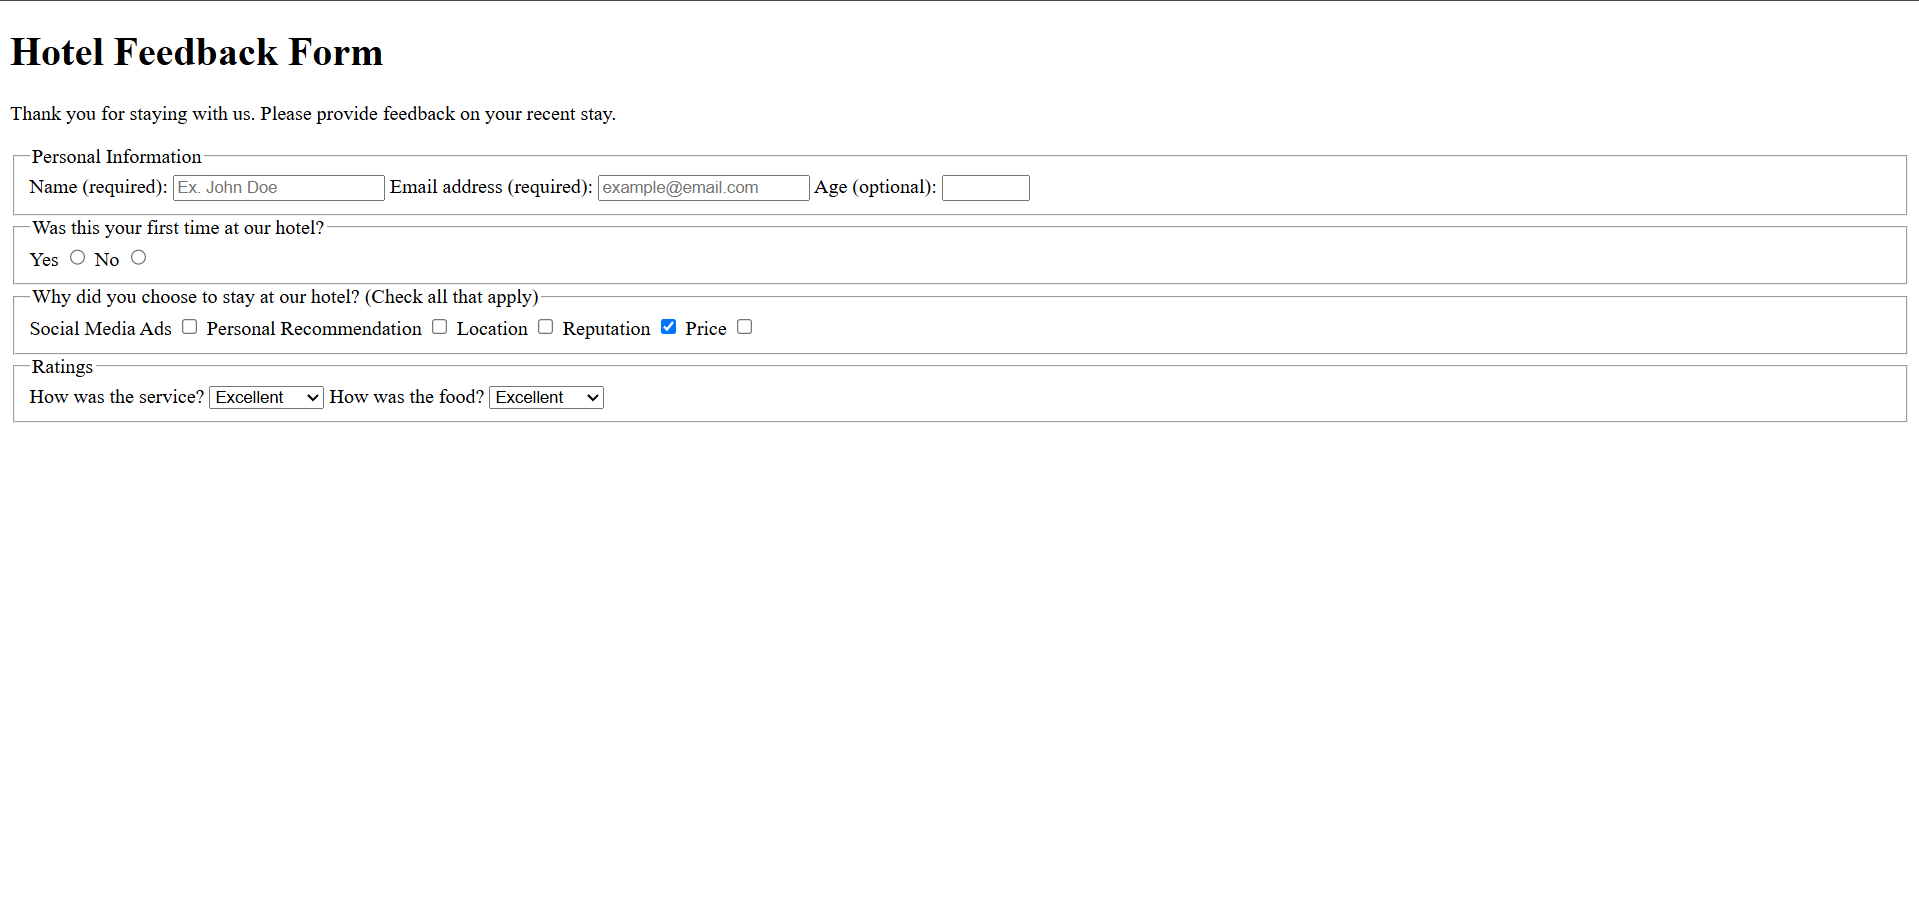 Hotel Feedback Form
Thank you for staying with us. Please provide feedback on your recent stay.
Personal Information
Name (required): Ex. John Doe Email address (required): example@email.com Age (optional):
Was this your first time at our hotel?
Yes No
Why did you choose to stay at our hotel? (Check all that apply)
Social Media Ads Personal Recommendation Location Reputation Price
Ratings
How was the service? Excellent How was the food? Excellent